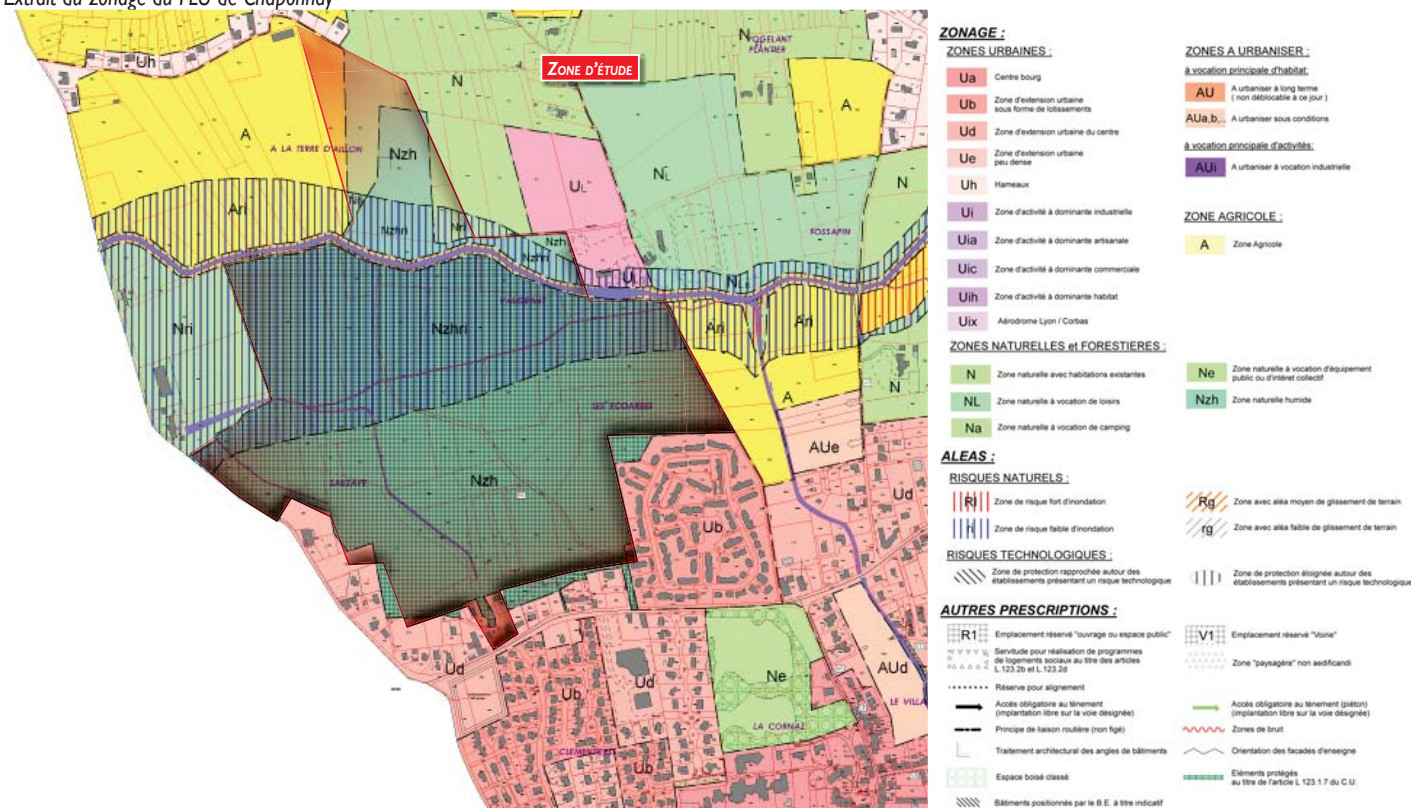 Extrait du Zonage du PLU de Chaponnay
ZONE D'ÉTUDE
Uh
A
A LA TERRE D'AILLON
N
Nzh
UL
NL
N
A
N
FOSSAPIN
Ari
Nzhri
Nri
Nzh
Nzhri
Nri
Nzhri
Ari
Ari
A
N
AUe
Nzh
Ub
Ud
Ud
Ub
Ud
Ub
Ne
LA CORNAZ
AUd
LE VILLA
ZONAGE :
ZONES URBAINES :
Ua Centre bourg
Ub Zone d'extension urbaine
sous forme de lotissements
Ud Zone d'extension urbaine du centre
Ue Zone d'extension urbaine
peu dense
Uh Hameaux
Ui Zone d'activité à dominante industrielle
Uia Zone d'activité à dominante artisanale
Uic Zone d'activité à dominante commerciale
Uih Zone d'activité à dominante habitat
Uix Aérodrome Lyon / Corbas
ZONES A URBANISER :
à vocation principale d'habitat:
AU A urbaniser à long terme
( non déblocable à ce jour )
AUa,b,.. A urbaniser sous conditions
à vocation principale d'activités:
AUi A urbaniser à vocation industrielle
ZONE AGRICOLE :
A Zone Agricole
ZONES NATURELLES et FORESTIERES :
N Zone naturelle avec habitations existantes
NL Zone naturelle à vocation de loisirs
Na Zone naturelle à vocation de camping
Ne Zone naturelle à vocation d'équipement
public ou d'intéret collectif
Nzh Zone naturelle humide
ALEAS :
RISQUES NATURELS :
RI Zone de risque fort d'inondation
ri Zone de risque faible d'inondation
Rg Zone avec aléa moyen de glissement de terrain
rg Zone avec aléa faible de glissement de terrain
RISQUES TECHNOLOGIQUES :
Zone de protection rapprochée autour des
établissements présentant un risque technologique
Zone de protection éloignée autour des
établissements présentant un risque technologique
AUTRES PRESCRIPTIONS :
R1 Emplacement réservé "ouvrage ou espace public"
V1 Emplacement réservé "Voirie"
Servitude pour réalisation de programmes
de logements sociaux au titre des articles
L 123.2b et L 123.2d
Zone "paysagère" non aedificandi
Réserve pour alignement
Accès obligatoire au tènement
(implantation libre sur la voie désignée)
Accès obligatoire au tènement (piéton)
(implantation libre sur la voie désignée)
Principe de liaison routière (non figé)
Zones de bruit
Traitement architectural des angles de bâtiments
Orientation des facades d'enseigne
Espace boisé classé
Eléments protégés
au titre de l'article L 123.1.7 du C.U.
Bâtiments positionnés par le B.E. à titre indicatif